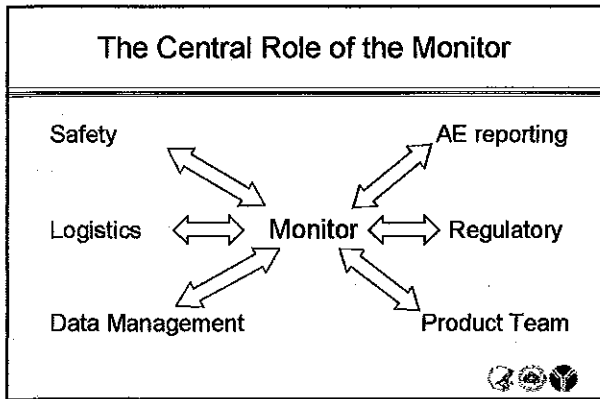 The Central Role of the Monitor
Safety
AE reporting
Logistics
Monitor
Regulatory
Data Management
Product Team